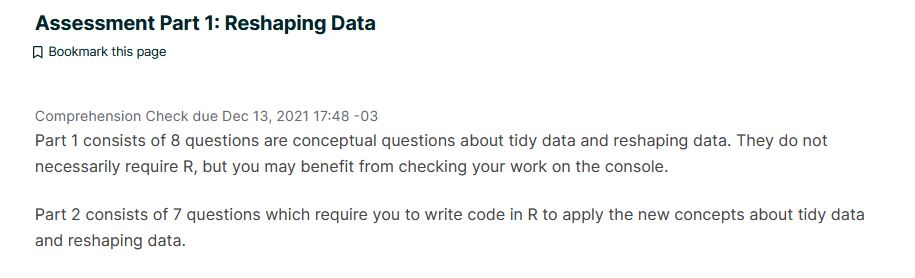 Assessment Part 1: Reshaping Data
Bookmark this page
Comprehension Check due Dec 13, 2021 17:48 -03
Part 1 consists of 8 questions are conceptual questions about tidy data and reshaping data. They do not
necessarily require R, but you may benefit from checking your work on the console.
Part 2 consists of 7 questions which require you to write code in R to apply the new concepts about tidy data
and reshaping data.